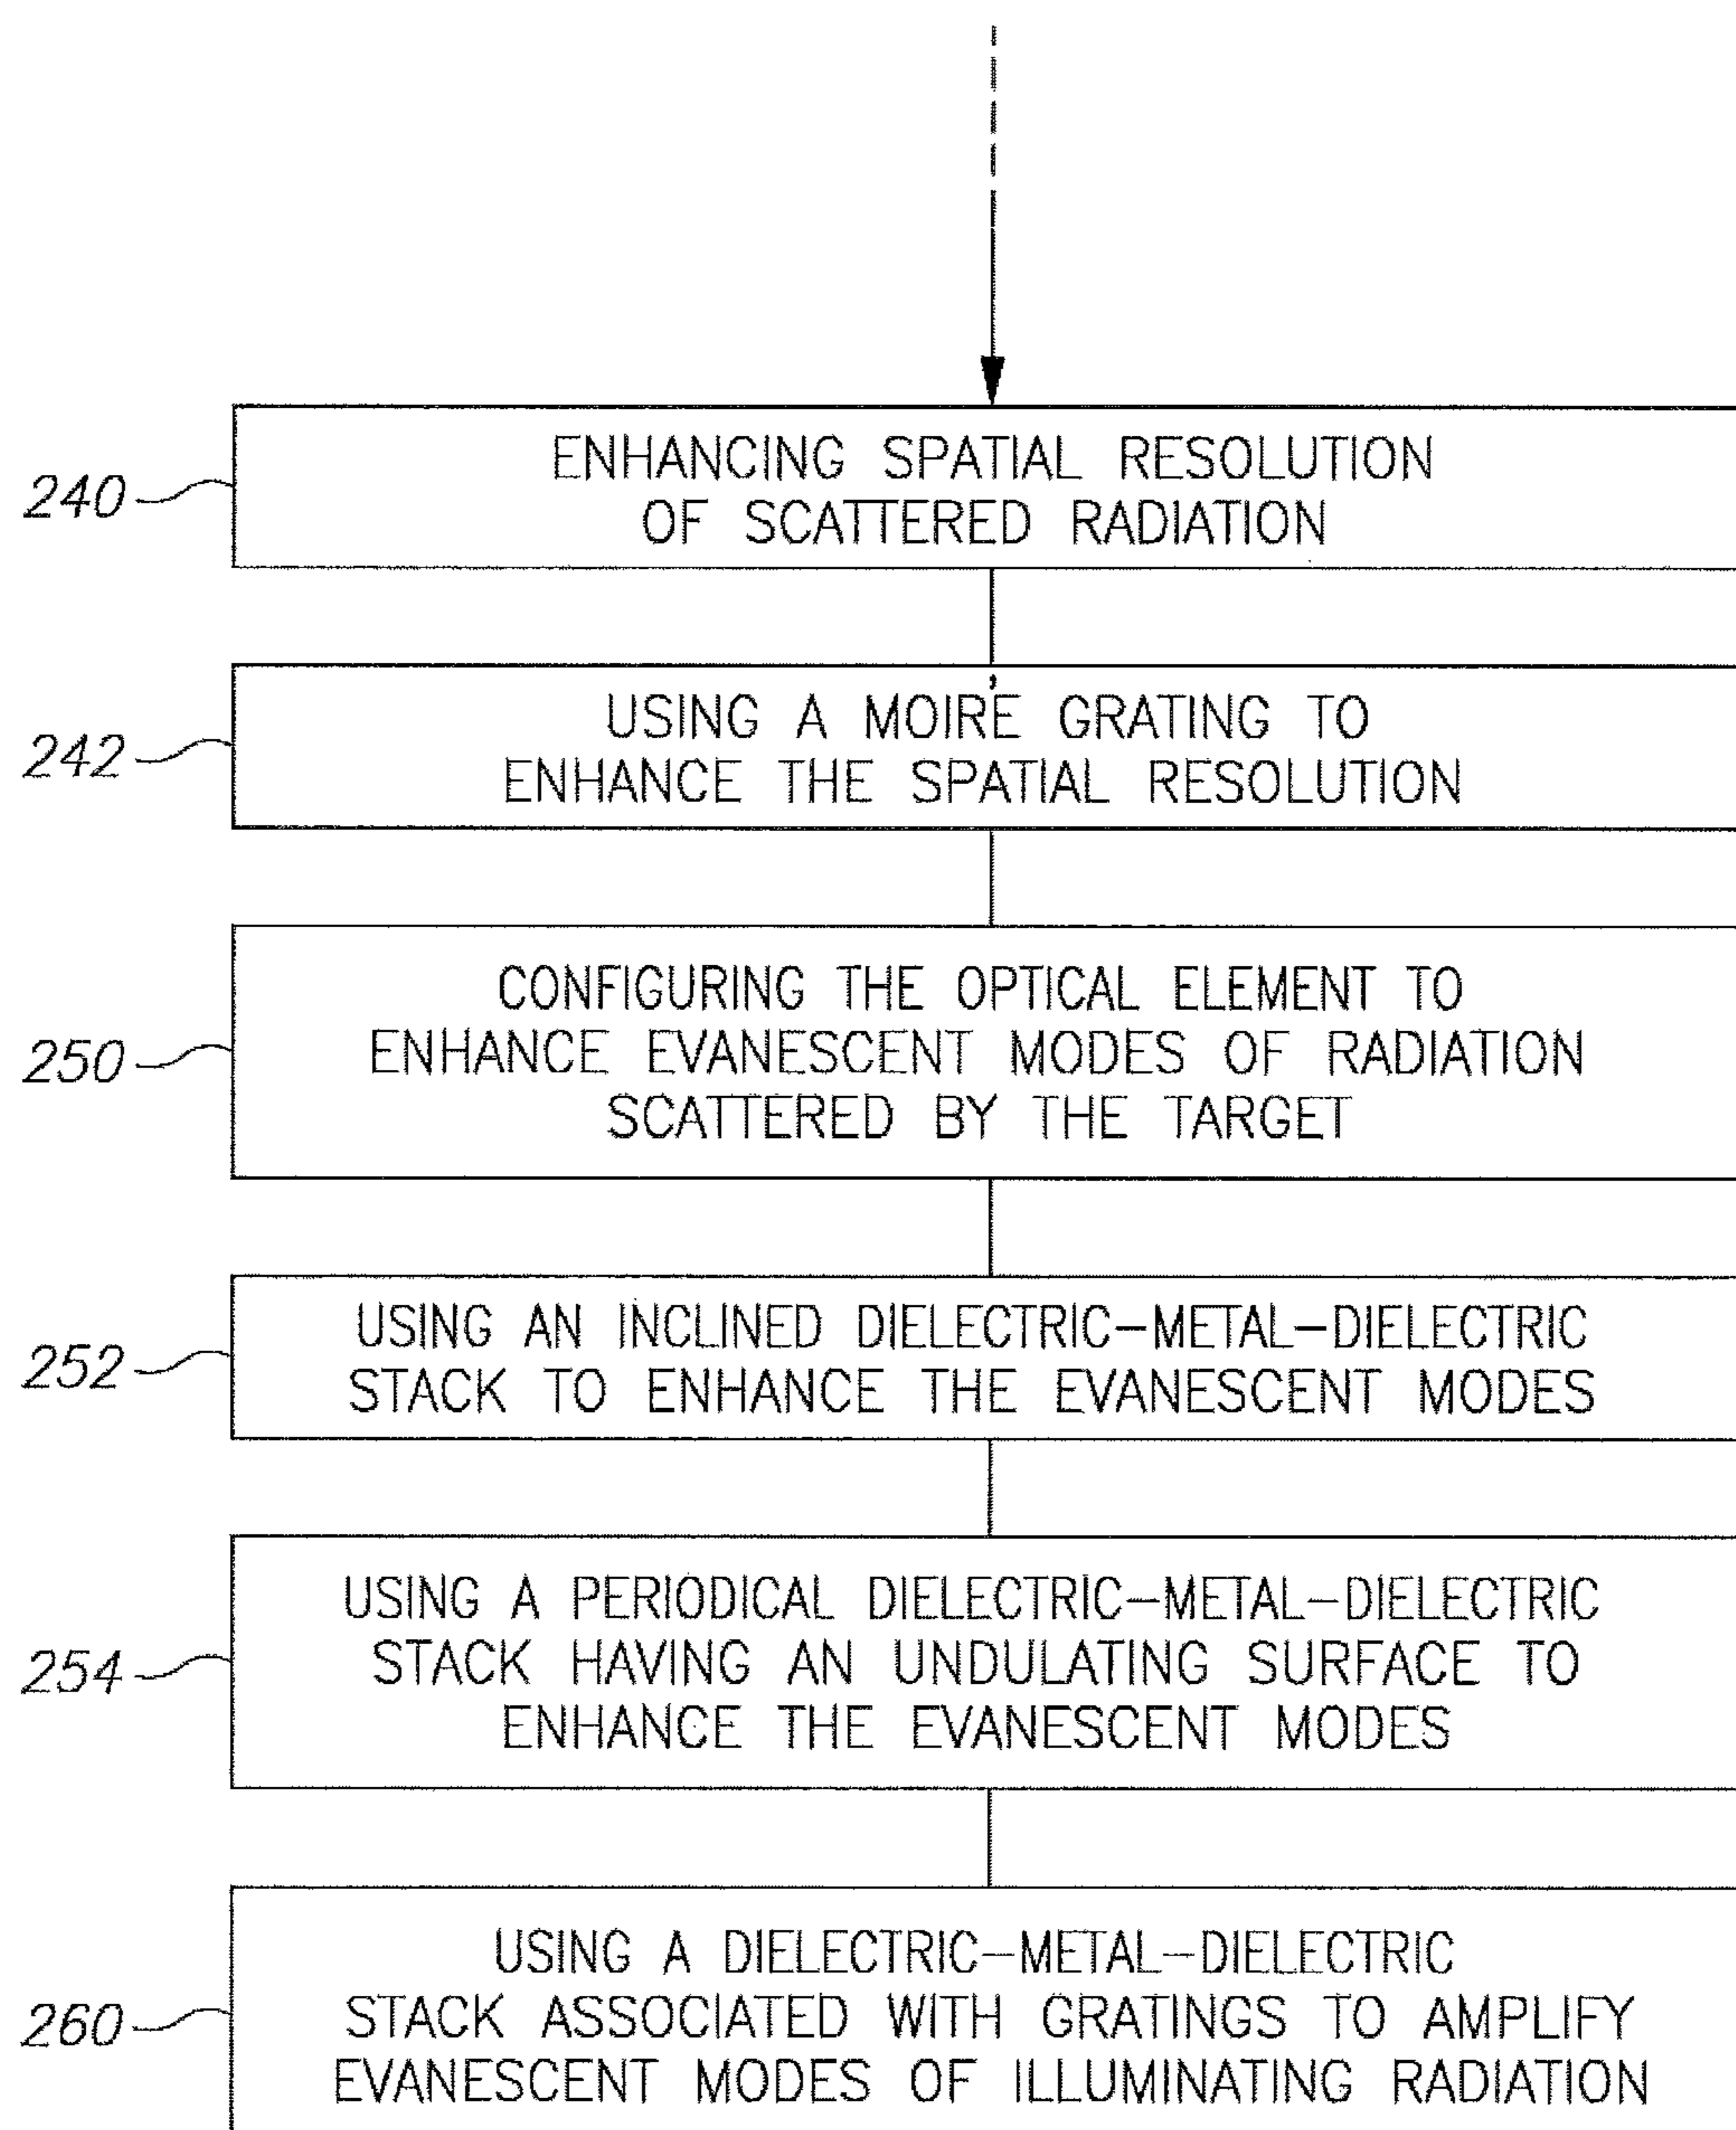 ENHANCING SPATIAL RESOLUTION
OF SCATTERED RADIATION
240
USING A MOIRE GRATING TO
ENHANCE THE SPATIAL RESOLUTION
242
CONFIGURING THE OPTICAL ELEMENT TO
ENHANCE EVANESCENT MODES OF RADIATION
SCATTERED BY THE TARGET
250
USING AN INCLINED DIELECTRIC-METAL-DIELECTRIC
STACK TO ENHANCE THE EVANESCENT MODES
252
USING A PERIODICAL DIELECTRIC-METAL-DIELECTRIC
STACK HAVING AN UNDULATING SURFACE TO
ENHANCE THE EVANESCENT MODES
254
USING A DIELECTRIC-METAL-DIELECTRIC
STACK ASSOCIATED WITH GRATINGS TO AMPLIFY
EVANESCENT MODES OF ILLUMINATING RADIATION
260